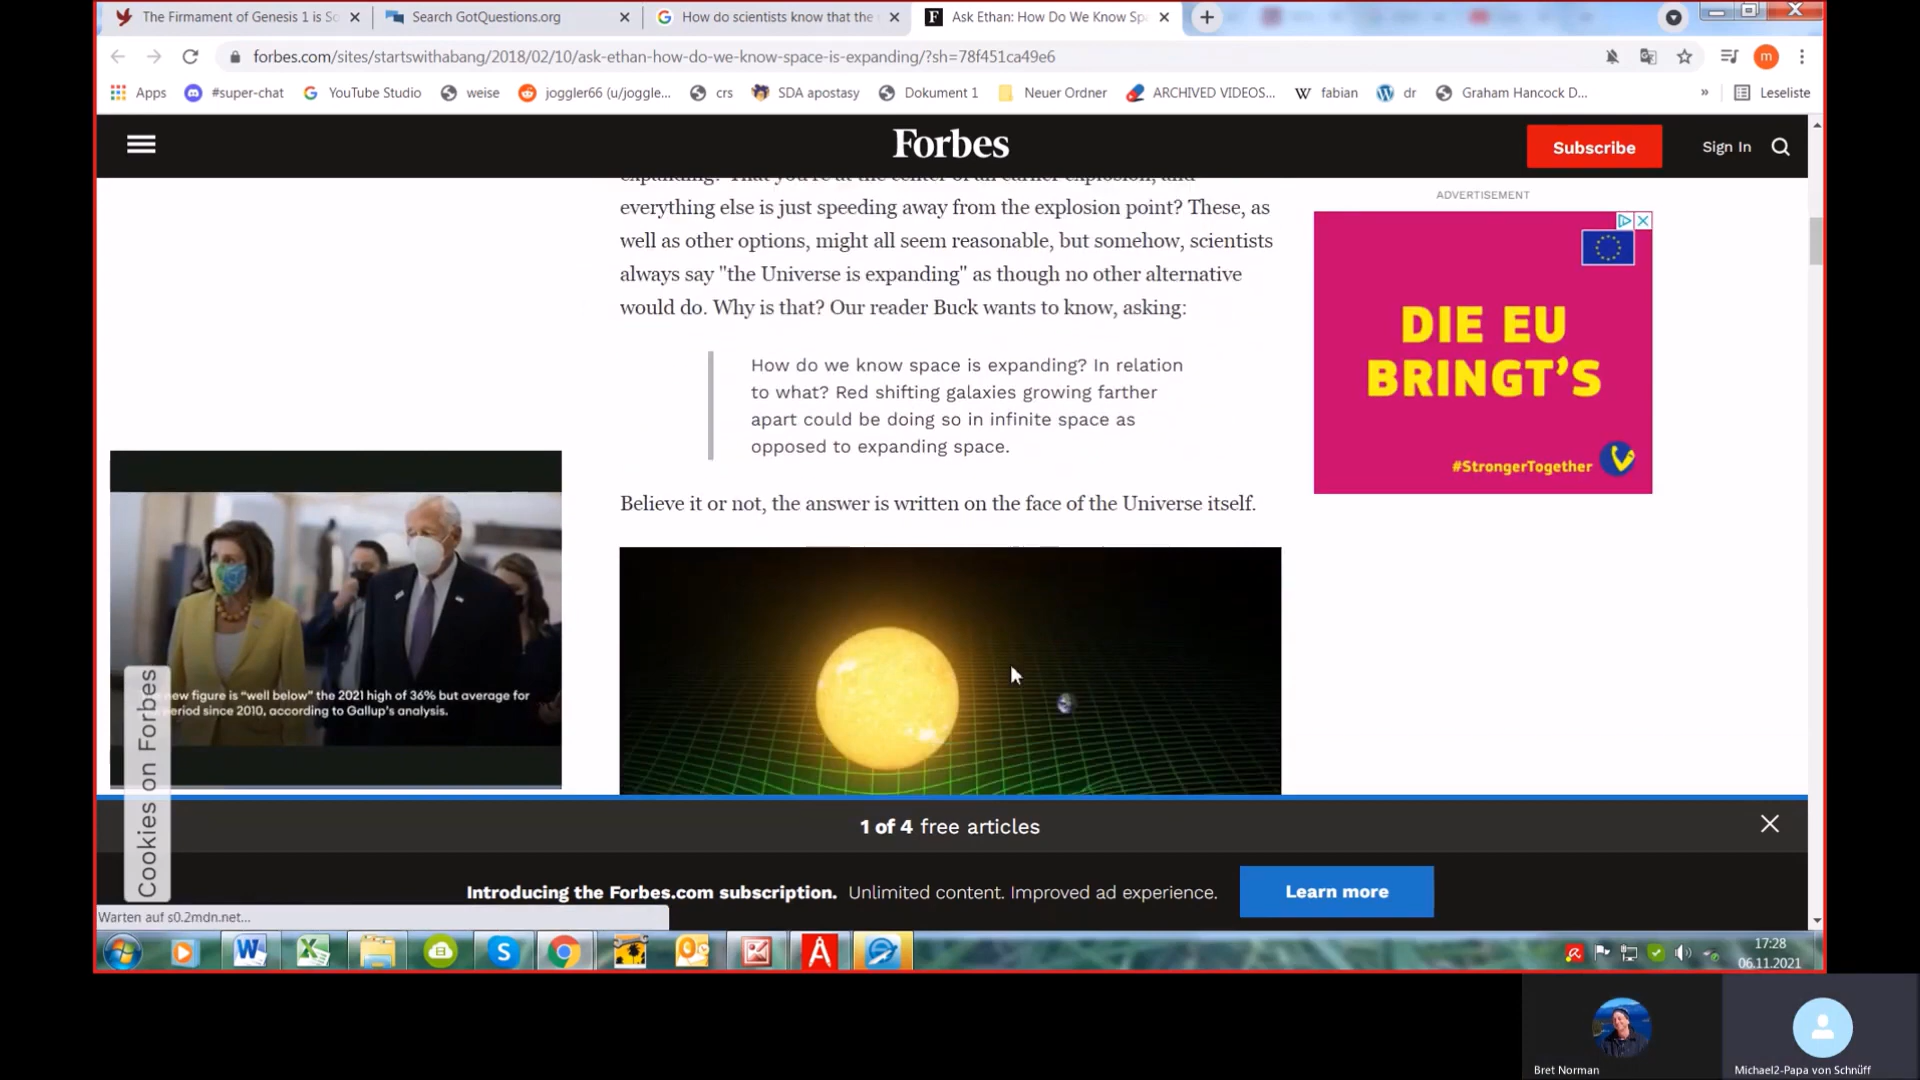 The Firmament of Genesis 1 is So
Search GotQuestions.org
How do scientists know that the
Ask Ethan: How Do We Know Sp
forbes.com/sites/startswithabang/2018/02/10/ask-ethan-how-do-we-know-space-is-expanding/?sh=78f451ca49e6
m
Apps
#super-chat
YouTube Studio
weise
joggler66 (u/joggle...
crs
SDA apostasy
Dokument 1
Neuer Ordner
ARCHIVED VIDEOS...
fabian
dr
Graham Hancock D...
»
Leseliste
Forbes
Subscribe
Sign In
expanding? That you're at the center of an earlier explosion, and
everything else is just speeding away from the explosion point? These, as
well as other options, might all seem reasonable, but somehow, scientists
always say "the Universe is expanding" as though no other alternative
would do. Why is that? Our reader Buck wants to know, asking:
How do we know space is expanding? In relation
to what? Red shifting galaxies growing farther
apart could be doing so in infinite space as
opposed to expanding space.
Believe it or not, the answer is written on the face of the Universe itself.
ADVERTISEMENT
DIE EU
BRINGT'S
#StrongerTogether
new figure is "well below" the 2021 high of 36% but average for
period since 2010, according to Gallup's analysis.
Cookies on Forbes
1 of 4 free articles
Introducing the Forbes.com subscription. Unlimited content. Improved ad experience.
Learn more
Warten auf s0.2mdn.net...
17:28
06.11.2021
Bret Norman
Michael2-Papa von Schnüff